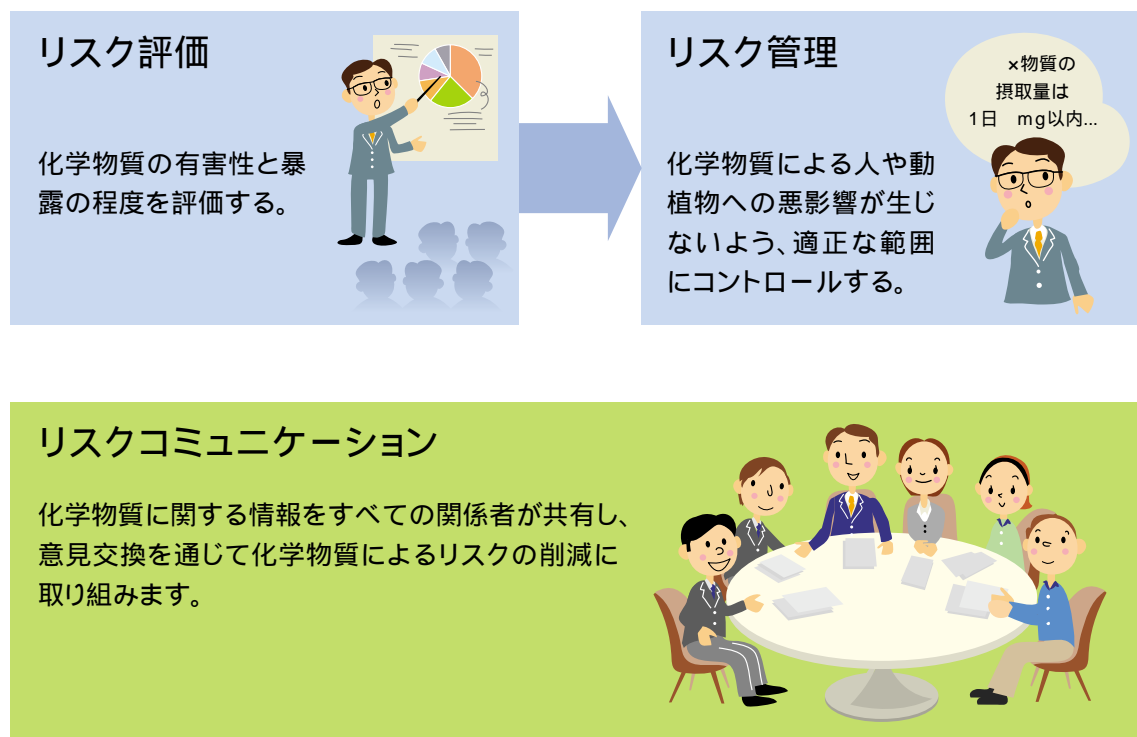 リスク評価
化学物質の有害性と暴
露の程度を評価する。
リスク管理
×物質の
摂取量は
1日　mg以内...
化学物質による人や動
植物への悪影響が生じ
ないよう、適正な範囲
にコントロールする。
リスクコミュニケーション
化学物質に関する情報をすべての関係者が共有し、
意見交換を通じて化学物質によるリスクの削減に
取り組みます。